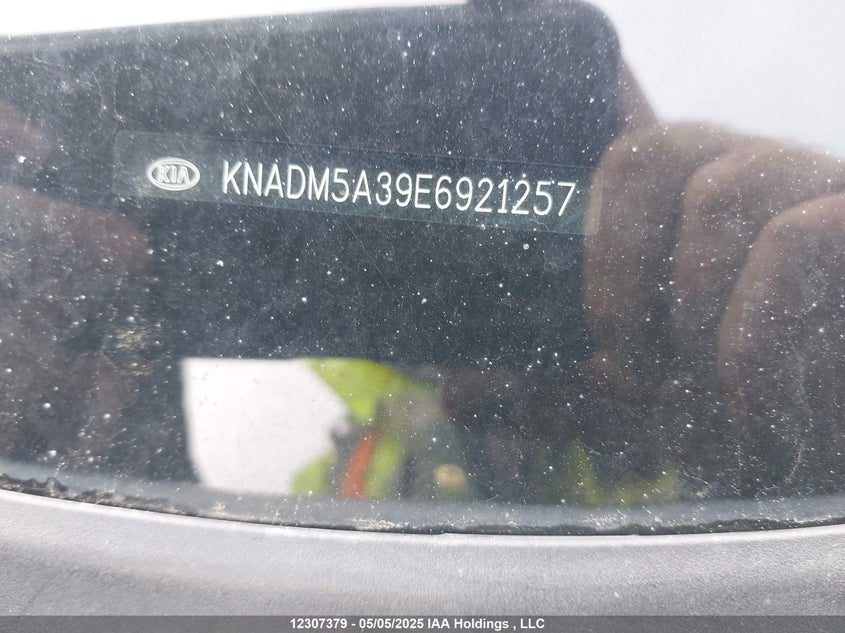 KIA KNADM5A39E6921257
12307379 - 05/05/2025 IAA Holdings , LLC